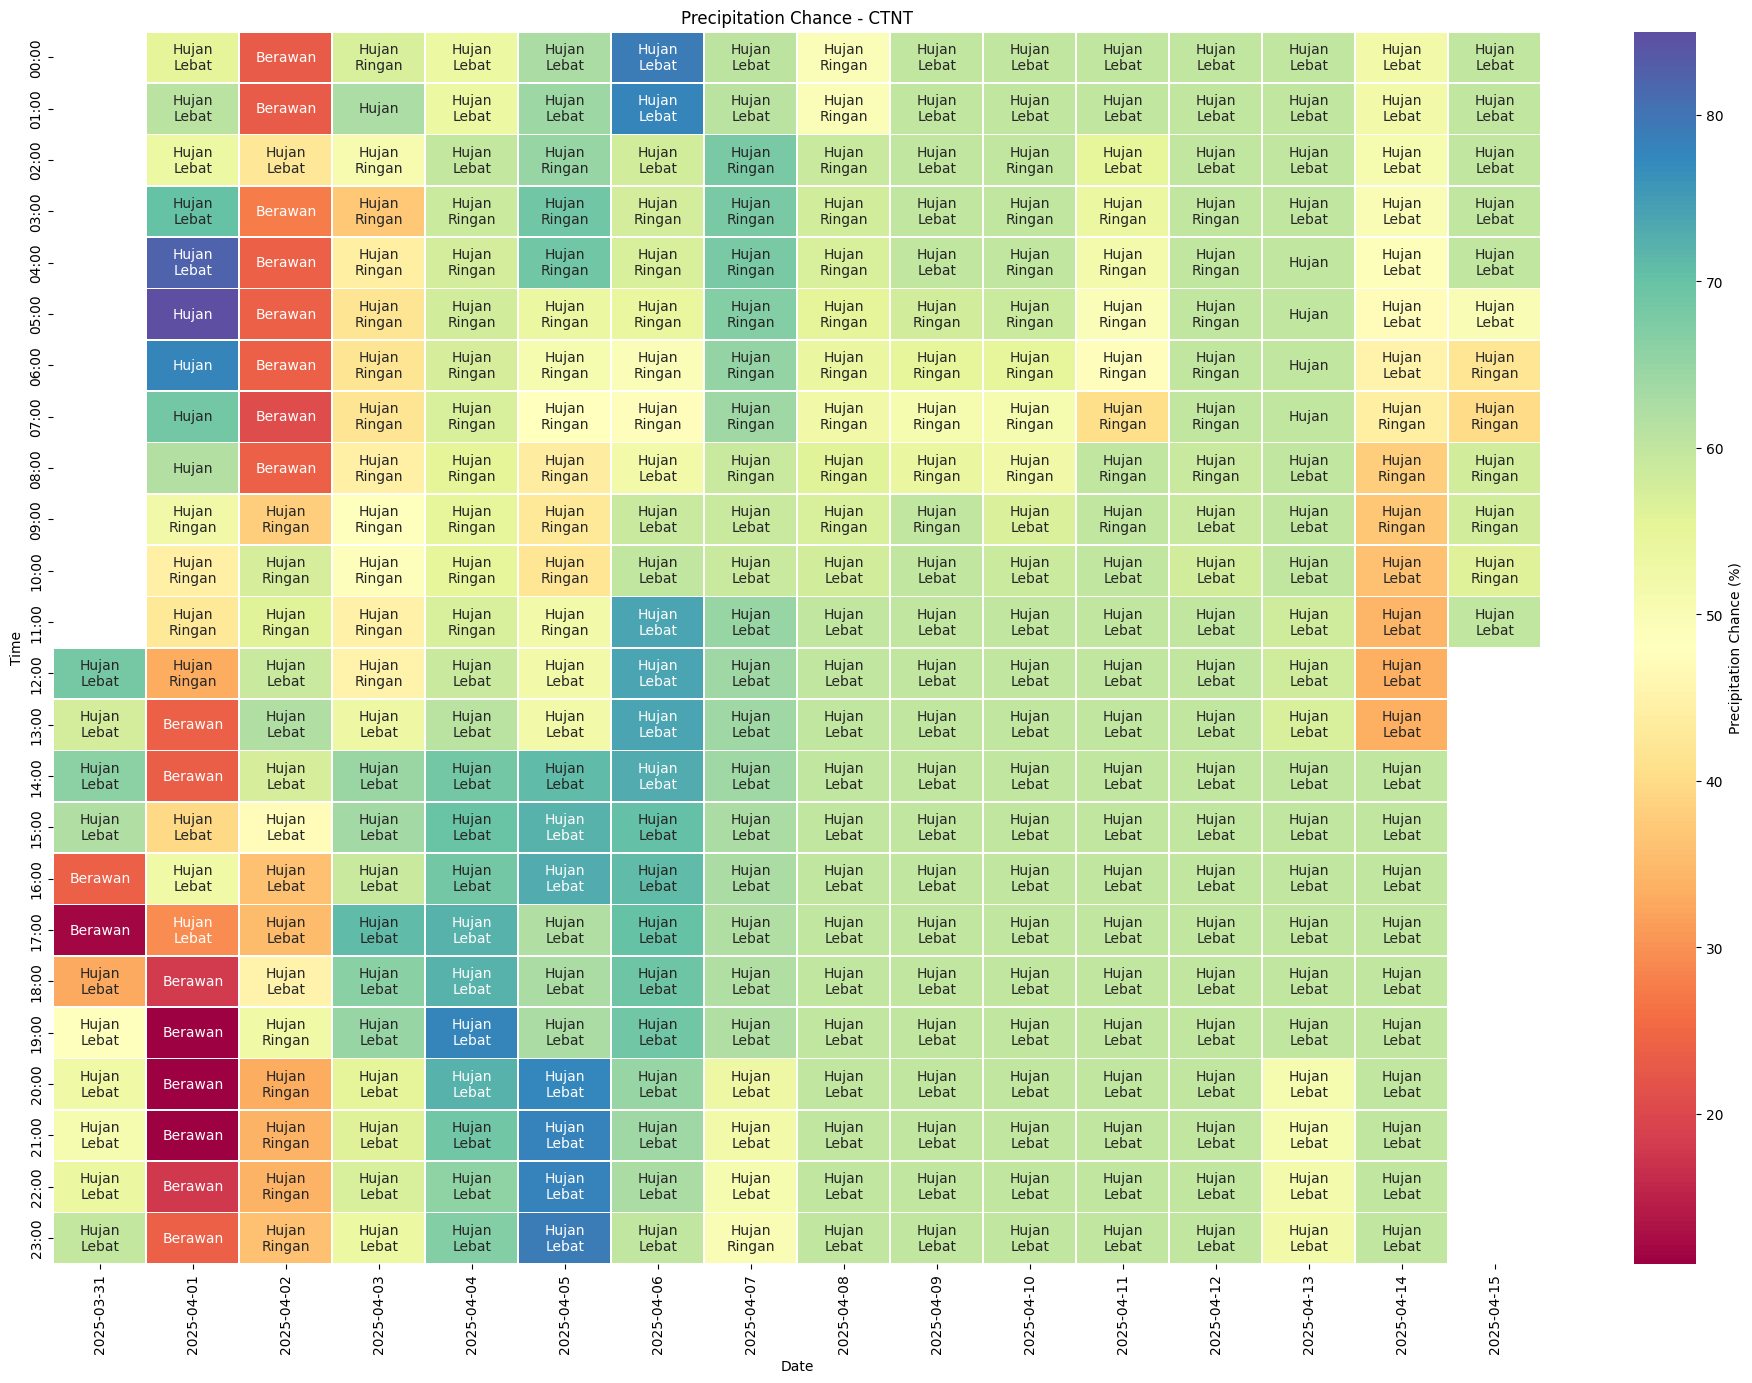 Precipitation Chance - CTNT
00:00 Hujan Lebat Berawan Hujan Ringan Hujan Lebat Hujan Lebat Hujan Lebat Hujan Lebat Hujan Ringan Hujan Lebat Hujan Lebat Hujan Lebat Hujan Lebat Hujan Lebat Hujan Lebat Hujan Lebat
01:00 Hujan Lebat Berawan Hujan Hujan Lebat Hujan Lebat Hujan Lebat Hujan Lebat Hujan Ringan Hujan Lebat Hujan Lebat Hujan Lebat Hujan Lebat Hujan Lebat Hujan Lebat Hujan Lebat
02:00 Hujan Lebat Hujan Lebat Hujan Ringan Hujan Lebat Hujan Ringan Hujan Lebat Hujan Ringan Hujan Ringan Hujan Lebat Hujan Ringan Hujan Lebat Hujan Lebat Hujan Lebat Hujan Lebat Hujan Lebat
03:00 Hujan Lebat Berawan Hujan Ringan Hujan Ringan Hujan Ringan Hujan Ringan Hujan Ringan Hujan Ringan Hujan Lebat Hujan Ringan Hujan Ringan Hujan Ringan Hujan Lebat Hujan Lebat Hujan Lebat
04:00 Hujan Lebat Berawan Hujan Ringan Hujan Ringan Hujan Ringan Hujan Ringan Hujan Ringan Hujan Ringan Hujan Lebat Hujan Ringan Hujan Ringan Hujan Ringan Hujan Hujan Lebat Hujan Lebat
05:00 Hujan Berawan Hujan Ringan Hujan Ringan Hujan Ringan Hujan Ringan Hujan Ringan Hujan Ringan Hujan Ringan Hujan Ringan Hujan Ringan Hujan Ringan Hujan Hujan Lebat Hujan Lebat
06:00 Hujan Berawan Hujan Ringan Hujan Ringan Hujan Ringan Hujan Ringan Hujan Ringan Hujan Ringan Hujan Ringan Hujan Ringan Hujan Ringan Hujan Ringan Hujan Hujan Lebat Hujan Ringan
07:00 Hujan Berawan Hujan Ringan Hujan Ringan Hujan Ringan Hujan Ringan Hujan Ringan Hujan Ringan Hujan Ringan Hujan Ringan Hujan Ringan Hujan Ringan Hujan Hujan Ringan Hujan Ringan
08:00 Hujan Berawan Hujan Ringan Hujan Ringan Hujan Ringan Hujan Lebat Hujan Ringan Hujan Ringan Hujan Ringan Hujan Ringan Hujan Ringan Hujan Ringan Hujan Lebat Hujan Ringan Hujan Ringan
09:00 Hujan Ringan Hujan Ringan Hujan Ringan Hujan Ringan Hujan Ringan Hujan Lebat Hujan Lebat Hujan Ringan Hujan Ringan Hujan Lebat Hujan Ringan Hujan Lebat Hujan Lebat Hujan Ringan Hujan Ringan
10:00 Hujan Ringan Hujan Ringan Hujan Ringan Hujan Ringan Hujan Ringan Hujan Lebat Hujan Lebat Hujan Lebat Hujan Lebat Hujan Lebat Hujan Lebat Hujan Lebat Hujan Lebat Hujan Lebat Hujan Ringan
11:00 Hujan Ringan Hujan Ringan Hujan Ringan Hujan Ringan Hujan Ringan Hujan Lebat Hujan Lebat Hujan Lebat Hujan Lebat Hujan Lebat Hujan Lebat Hujan Lebat Hujan Lebat Hujan Lebat Hujan Lebat
12:00 Hujan Lebat Hujan Ringan Hujan Lebat Hujan Ringan Hujan Lebat Hujan Lebat Hujan Lebat Hujan Lebat Hujan Lebat Hujan Lebat Hujan Lebat Hujan Lebat Hujan Lebat Hujan Lebat Hujan Lebat
13:00 Hujan Lebat Berawan Hujan Lebat Hujan Lebat Hujan Lebat Hujan Lebat Hujan Lebat Hujan Lebat Hujan Lebat Hujan Lebat Hujan Lebat Hujan Lebat Hujan Lebat Hujan Lebat Hujan Lebat
14:00 Hujan Lebat Berawan Hujan Lebat Hujan Lebat Hujan Lebat Hujan Lebat Hujan Lebat Hujan Lebat Hujan Lebat Hujan Lebat Hujan Lebat Hujan Lebat Hujan Lebat Hujan Lebat Hujan Lebat
15:00 Hujan Lebat Hujan Lebat Hujan Lebat Hujan Lebat Hujan Lebat Hujan Lebat Hujan Lebat Hujan Lebat Hujan Lebat Hujan Lebat Hujan Lebat Hujan Lebat Hujan Lebat Hujan Lebat Hujan Lebat
16:00 Berawan Hujan Lebat Hujan Lebat Hujan Lebat Hujan Lebat Hujan Lebat Hujan Lebat Hujan Lebat Hujan Lebat Hujan Lebat Hujan Lebat Hujan Lebat Hujan Lebat Hujan Lebat Hujan Lebat
17:00 Berawan Hujan Lebat Hujan Lebat Hujan Lebat Hujan Lebat Hujan Lebat Hujan Lebat Hujan Lebat Hujan Lebat Hujan Lebat Hujan Lebat Hujan Lebat Hujan Lebat Hujan Lebat Hujan Lebat
18:00 Hujan Lebat Berawan Hujan Lebat Hujan Lebat Hujan Lebat Hujan Lebat Hujan Lebat Hujan Lebat Hujan Lebat Hujan Lebat Hujan Lebat Hujan Lebat Hujan Lebat Hujan Lebat Hujan Lebat
19:00 Hujan Lebat Berawan Hujan Ringan Hujan Lebat Hujan Lebat Hujan Lebat Hujan Lebat Hujan Lebat Hujan Lebat Hujan Lebat Hujan Lebat Hujan Lebat Hujan Lebat Hujan Lebat Hujan Lebat
20:00 Hujan Lebat Berawan Hujan Ringan Hujan Lebat Hujan Lebat Hujan Lebat Hujan Lebat Hujan Lebat Hujan Lebat Hujan Lebat Hujan Lebat Hujan Lebat Hujan Lebat Hujan Lebat Hujan Lebat
21:00 Hujan Lebat Berawan Hujan Ringan Hujan Lebat Hujan Lebat Hujan Lebat Hujan Lebat Hujan Lebat Hujan Lebat Hujan Lebat Hujan Lebat Hujan Lebat Hujan Lebat Hujan Lebat Hujan Lebat
22:00 Hujan Lebat Berawan Hujan Ringan Hujan Lebat Hujan Lebat Hujan Lebat Hujan Lebat Hujan Lebat Hujan Lebat Hujan Lebat Hujan Lebat Hujan Lebat Hujan Lebat Hujan Lebat Hujan Lebat
23:00 Hujan Lebat Berawan Hujan Ringan Hujan Lebat Hujan Lebat Hujan Lebat Hujan Lebat Hujan Ringan Hujan Lebat Hujan Lebat Hujan Lebat Hujan Lebat Hujan Lebat Hujan Lebat Hujan Lebat
Time
2025-03-31 2025-04-01 2025-04-02 2025-04-03 2025-04-04 2025-04-05 2025-04-06 2025-04-07 2025-04-08 2025-04-09 2025-04-10 2025-04-11 2025-04-12 2025-04-13 2025-04-14 2025-04-15
Date
80
70
60
50
40
30
20
Precipitation Chance (%)